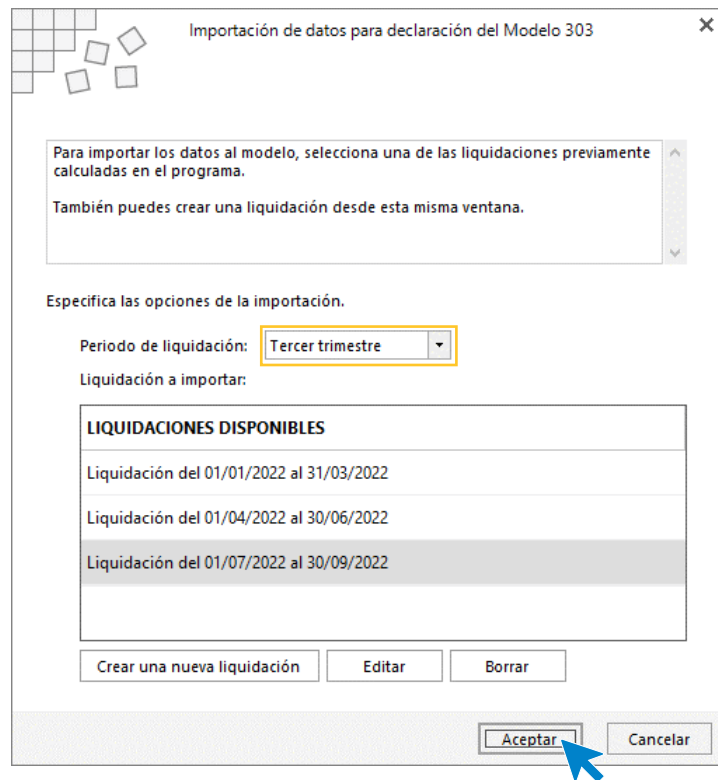 Importación de datos para declaración del Modelo 303
Para importar los datos al modelo, selecciona una de las liquidaciones previamente
calculadas en el programa.
También puedes crear una liquidación desde esta misma ventana.
Especifica las opciones de la importación.
Periodo de liquidación: Tercer trimestre
Liquidación a importar:
LIQUIDACIONES DISPONIBLES
Liquidación del 01/01/2022 al 31/03/2022
Liquidación del 01/04/2022 al 30/06/2022
Liquidación del 01/07/2022 al 30/09/2022
Crear una nueva liquidación Editar Borrar
Aceptar Cancelar